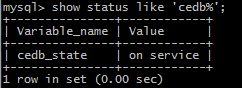 mysql> show status like 'cedb%';
+---------------+------------+
| Variable_name | Value      |
+---------------+------------+
| cedb_state    | on service |
+---------------+------------+
1 row in set (0.00 sec)